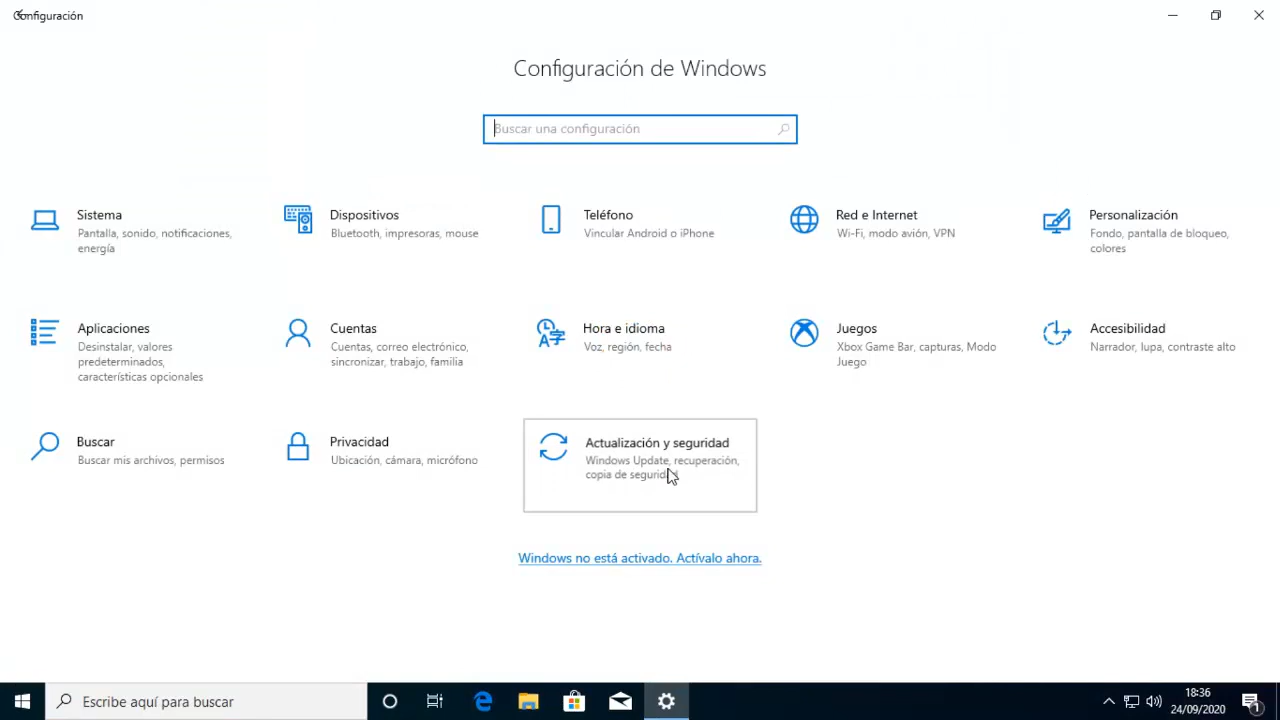 Configuración
Configuración de Windows
Buscar una configuración
Sistema
Pantalla, sonido, notificaciones,
energía
Dispositivos
Bluetooth, impresoras, mouse
Teléfono
Vincular Android o iPhone
Red e Internet
Wi-Fi, modo avión, VPN
Personalización
Fondo, pantalla de bloqueo,
colores
Aplicaciones
Desinstalar, valores
predeterminados,
características opcionales
Cuentas
Cuentas, correo electrónico,
sincronizar, trabajo, familia
Hora e idioma
Voz, región, fecha
Juegos
Xbox Game Bar, capturas, Modo
Juego
Accesibilidad
Narrador, lupa, contraste alto
Buscar
Buscar mis archivos, permisos
Privacidad
Ubicación, cámara, micrófono
Actualización y seguridad
Windows Update, recuperación,
copia de seguridad
Windows no está activado. Actívalo ahora.
Escribe aquí para buscar
18:36
24/09/2020
1